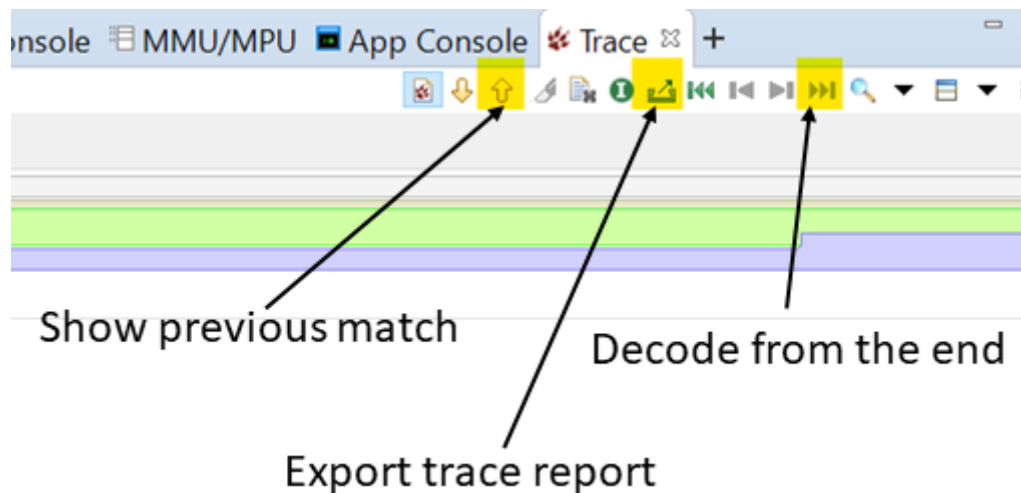 onsole MMU/MPU App Console Trace +
Show previous match
Decode from the end
Export trace report